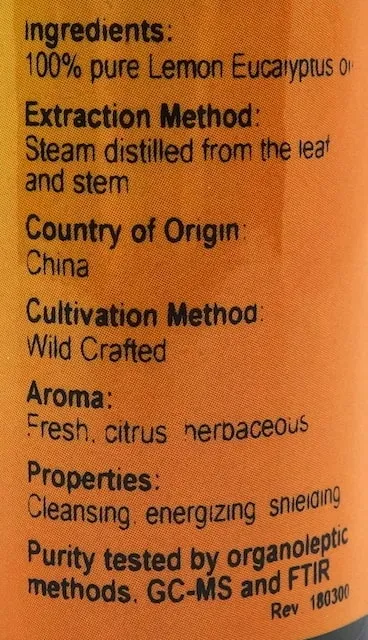 Ingredients:
100% pure Lemon Eucalyptus oi
Extraction Method:
Steam distilled from the leaf
and stem
Country of Origin:
China
Cultivation Method:
Wild Crafted
Aroma:
Fresh, citrus herbaceous
Properties:
Cleansing, energizing shielding
Purity tested by organoleptic
methods, GC-MS and FTIR
Rev 180300